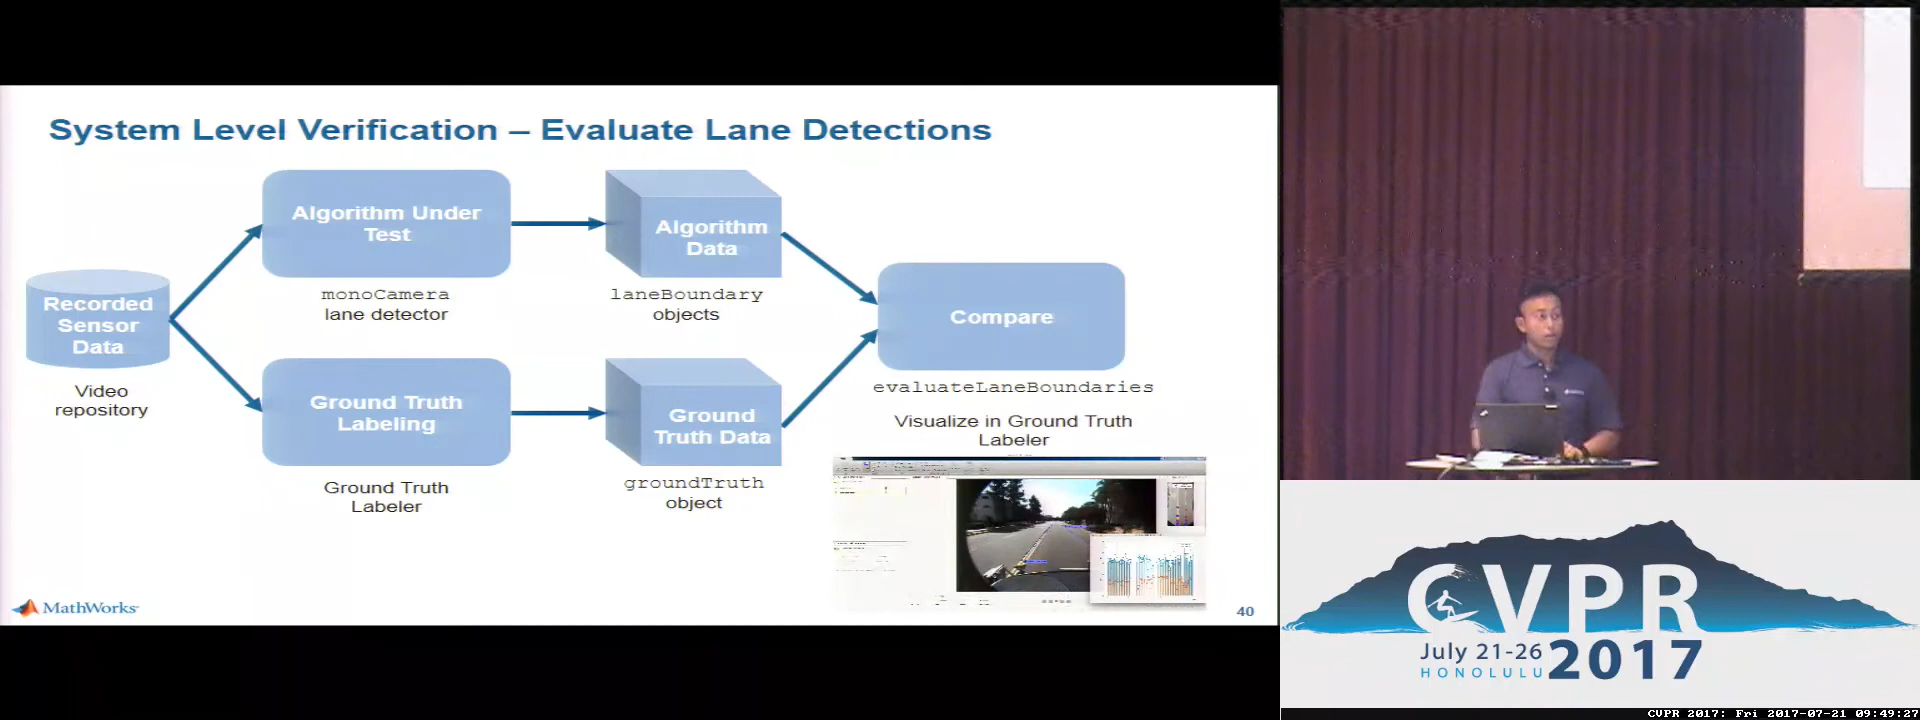 System Level Verification – Evaluate Lane Detections
Recorded
Sensor
Data
Video
repository
Algorithm Under
Test
monoCamera
lane detector
Algorithm
Data
laneBoundary
objects
Ground Truth
Labeling
Ground Truth
Labeler
Ground
Truth Data
groundTruth
object
Compare
evaluateLaneBoundaries
Visualize in Ground Truth
Labeler
MathWorks
40
CVPR
July 21-26
HONOLULU
2017
CVPR 2017: Fri 2017-07-21 09:49:27